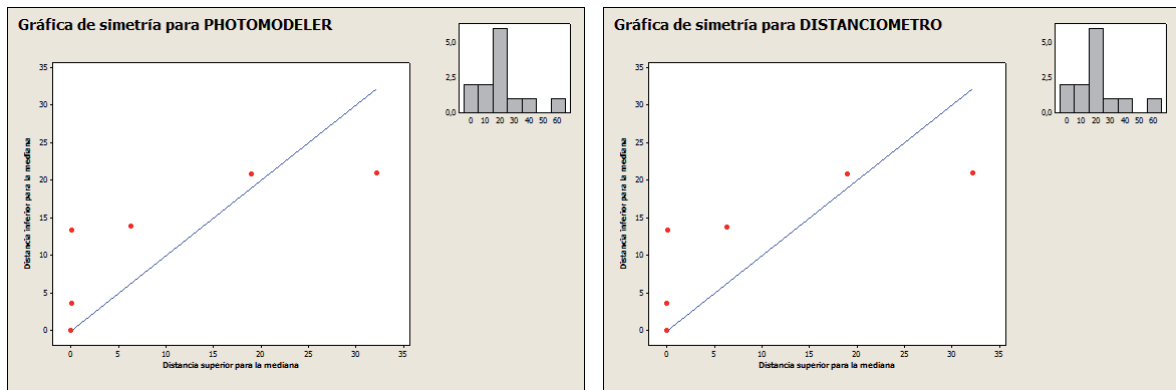 Gráfica de simetría para PHOTOMODELER
5,0
2,5
0,0
0 10 20 30 40 50 60
35
30
25
20
15
10
5
0
Distancia inferior para la mediana
0 5 10 15 20 25 30 35
Distancia superior para la mediana
Gráfica de simetría para DISTANCIOMETRO
5,0
2,5
0,0
0 10 20 30 40 50 60
35
30
25
20
15
10
5
0
Distancia inferior para la mediana
0 5 10 15 20 25 30 35
Distancia superior para la mediana